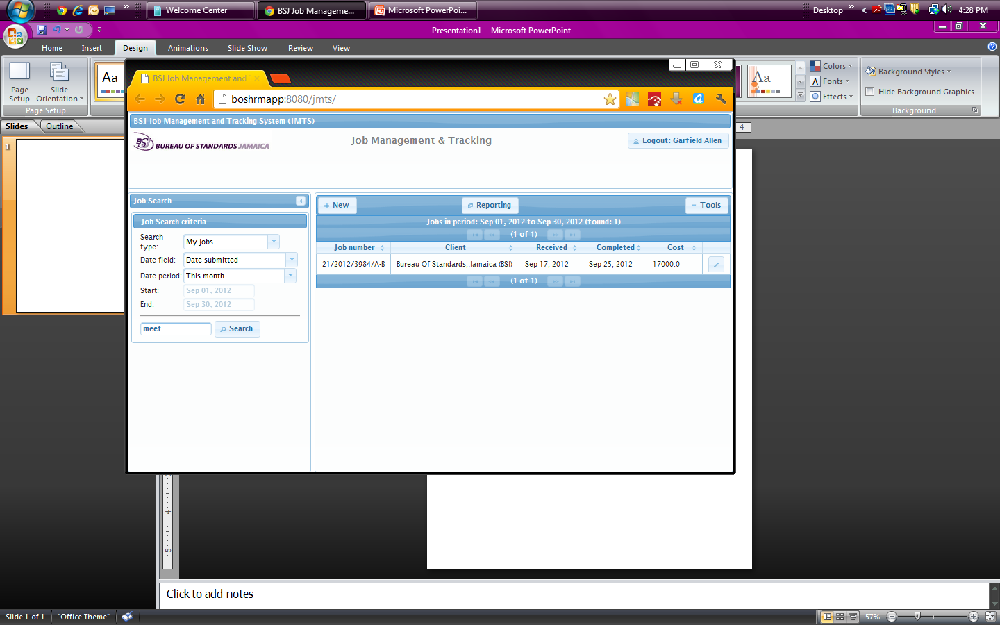 Welcome Center
BSJ Job Manageme...
Microsoft PowerPoi...
Desktop
4:28 PM
Presentation1 - Microsoft PowerPoint
Home Insert Design Animations Slide Show Review View
Page Setup
Slide Orientation
Page Setup
Aa
Aa
Colors
Fonts
Effects
Background Styles
Hide Background Graphics
Background
Slides Outline
1
BSJ Job Management and
boshrmapp:8080/jmts/
BSJ Job Management and Tracking System (JMTS)
BSJ BUREAU OF STANDARDS JAMAICA
Job Management & Tracking
Logout: Garfield Allen
Job Search
Job Search criteria
Search type: My jobs
Date field: Date submitted
Date period: This month
Start: Sep 01, 2012
End: Sep 30, 2012
meet Search
New Reporting Tools
Jobs in period: Sep 01, 2012 to Sep 30, 2012 (found: 1)
(1 of 1)
Job number Client Received Completed Cost
21/2012/3984/A-B Bureau Of Standards, Jamaica (BSJ) Sep 17, 2012 Sep 25, 2012 17000.0
(1 of 1)
4
4
5
Click to add notes
Slide 1 of 1 "Office Theme" 57%